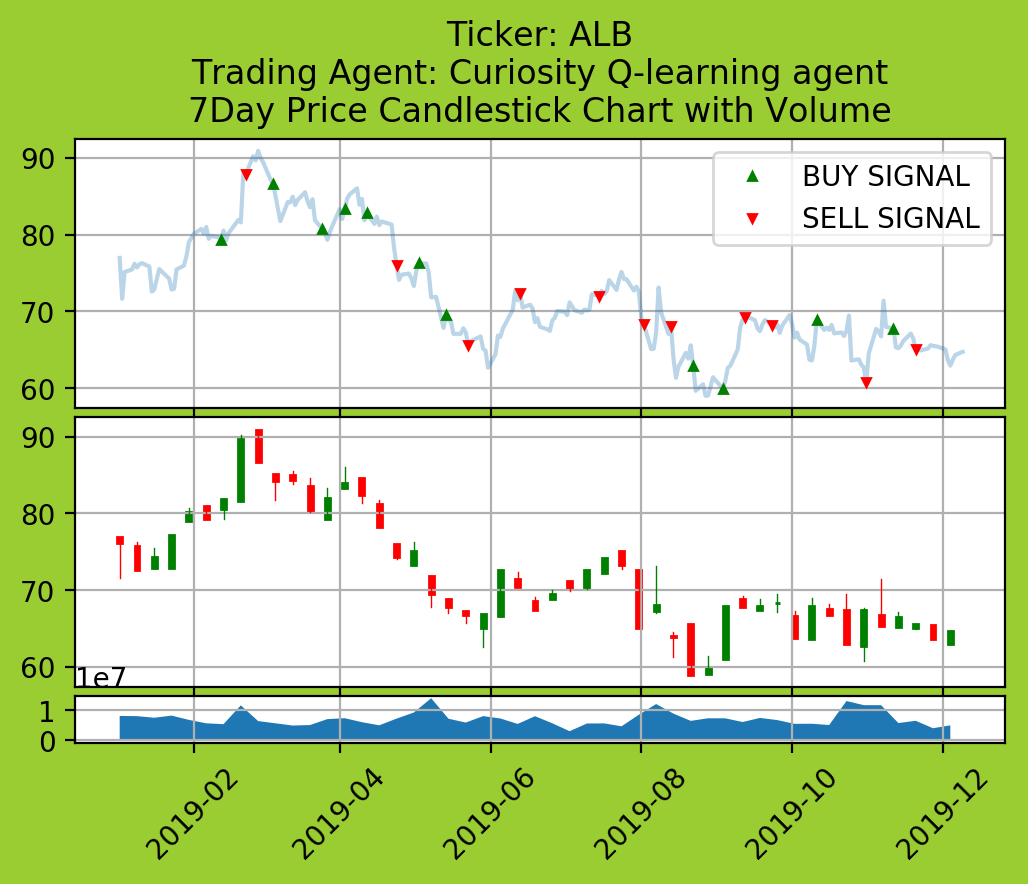 Ticker: ALB
Trading Agent: Curiosity Q-learning agent
7Day Price Candlestick Chart with Volume
90
80
70
60
BUY SIGNAL
SELL SIGNAL
90
80
70
60
1e7
1
0
2019-02
2019-04
2019-06
2019-08
2019-10
2019-12